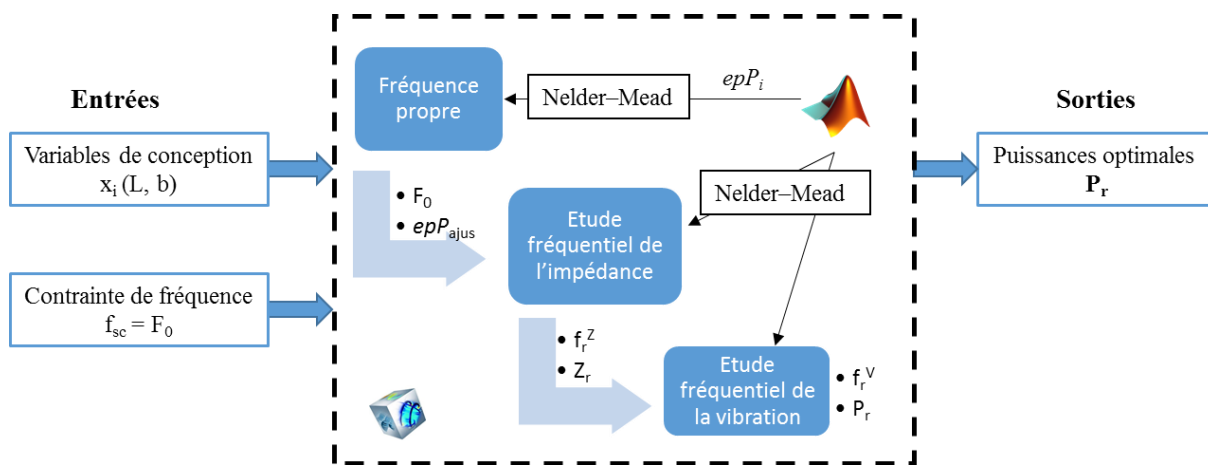 Entrées
Variables de conception
xi (L, b)
Contrainte de fréquence
fsc = F0
Fréquence
propre
Nelder–Mead
epPi
• F0
• epPajus
Nelder–Mead
Etude
fréquentiel de
l'impédance
• frZ
• Zr
Etude
fréquentiel de
la vibration
• frV
• Pr
Sorties
Puissances optimales
Pr